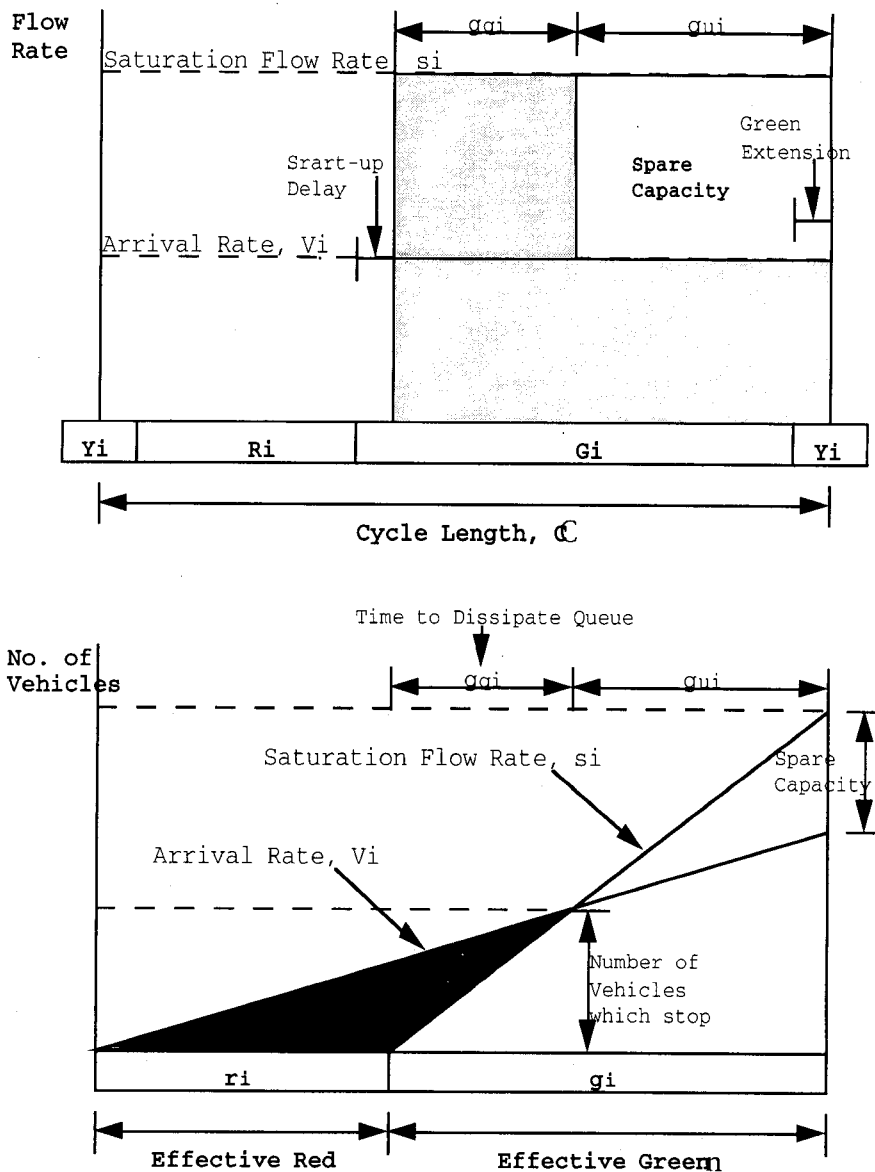 Flow
Rate
gqi
gui
Saturation Flow Rate si
Green
Extension
Srart-up
Delay
Spare
Capacity
Arrival Rate, Vi
Yi
Ri
Gi
Yi
Cycle Length, C
Time to Dissipate Queue
No. of
Vehicles
gqi
gui
Saturation Flow Rate, si
Spare
Capacity
Arrival Rate, Vi
Number of
Vehicles
which stop
ri
gi
Effective Red
Effective Green